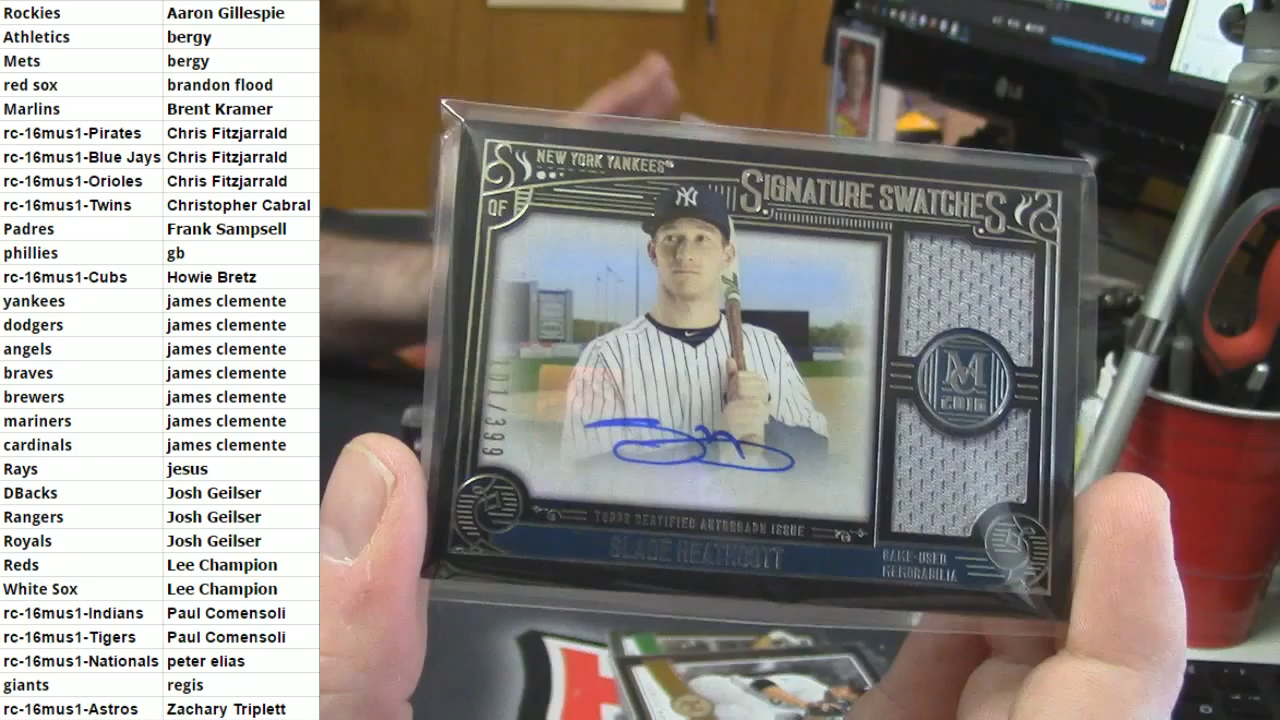 Rockies Aaron Gillespie
Athletics bergy
Mets bergy
red sox brandon flood
Marlins Brent Kramer
rc-16mus1-Pirates Chris Fitzjarrald
rc-16mus1-Blue Jays Chris Fitzjarrald
rc-16mus1-Orioles Chris Fitzjarrald
rc-16mus1-Twins Christopher Cabral
Padres Frank Sampsell
phillies gb
rc-16mus1-Cubs Howie Bretz
yankees james clemente
dodgers james clemente
angels james clemente
braves james clemente
brewers james clemente
mariners james clemente
cardinals james clemente
Rays jesus
DBacks Josh Geilser
Rangers Josh Geilser
Royals Josh Geilser
Reds Lee Champion
White Sox Lee Champion
rc-16mus1-Indians Paul Comensoli
rc-16mus1-Tigers Paul Comensoli
rc-16mus1-Nationals peter elias
giants regis
rc-16mus1-Astros Zachary Triplett
NEW YORK YANKEES
SIGNATURE SWATCHES
OF
NY
101/399
M
2016
TOPPS CERTIFIED AUTOGRAPH ISSUE
SLADE HEATHCOTT
GAME-USED
MEMORABILIA
LG